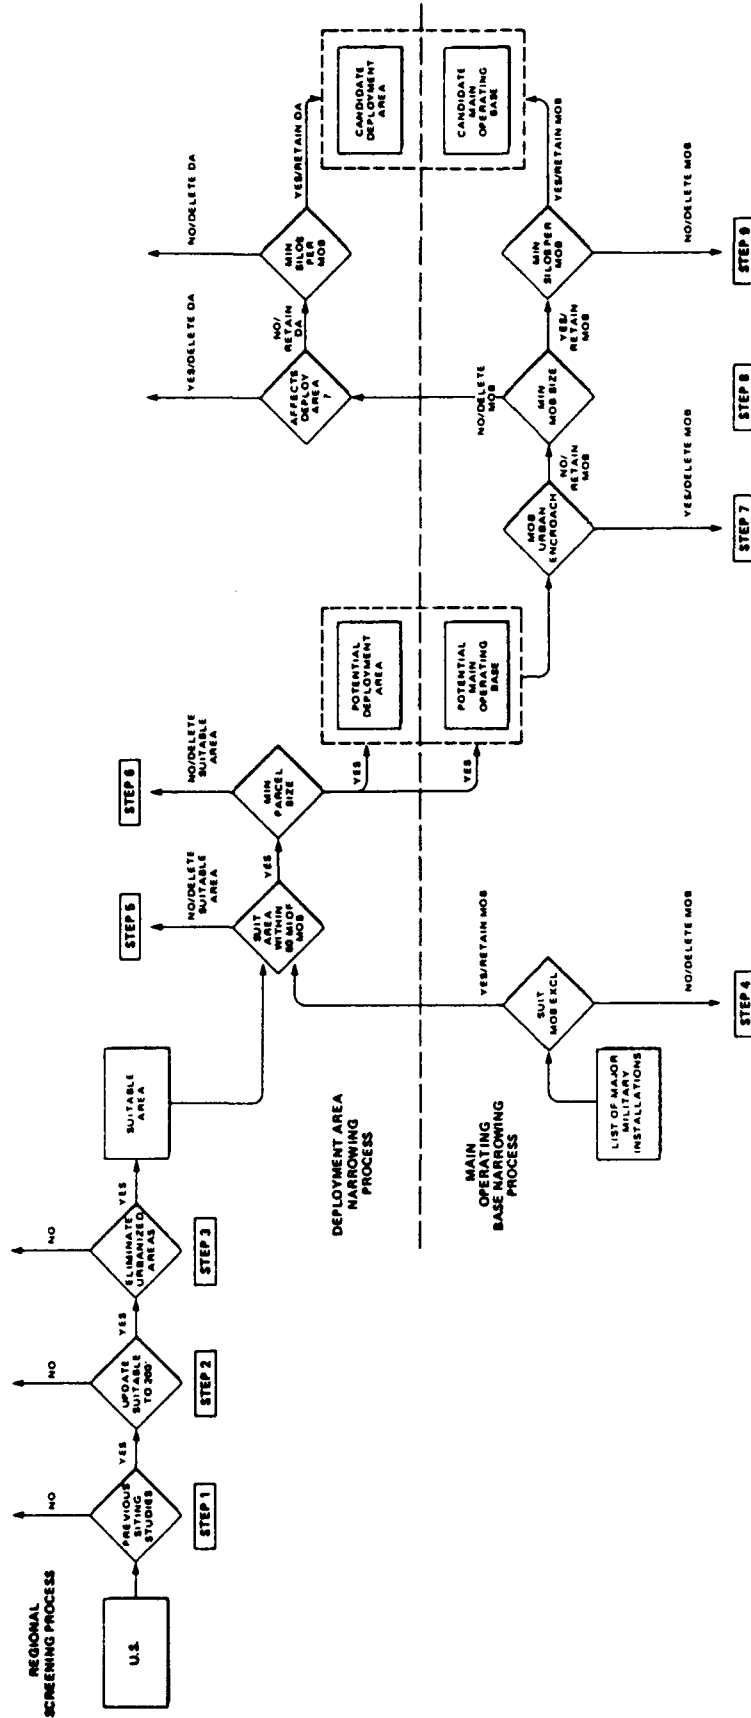 REGIONAL
SCREENING PROCESS
U.S.
PREVIOUS
SITING
STUDIES
NO
YES
STEP 1
UPDATE
SUITABLE
TO 200'
NO
YES
STEP 2
ELIMINATE
URBANIZED
AREAS
NO
YES
STEP 3
SUITABLE
AREA
DEPLOYMENT AREA
NARROWING
PROCESS
MAIN
OPERATING
BASE NARROWING
PROCESS
LIST OF MAJOR
MILITARY
INSTALLATIONS
SUIT
MOB EXCL
YES/RETAIN MOB
NO/DELETE MOB
STEP 4
SUIT
AREA
WITHIN
60 MI OF
MOB
NO/DELETE
SUITABLE
AREA
STEP 5
YES
MIN
PARCEL
SIZE
NO/DELETE
SUITABLE
AREA
STEP 6
YES
YES
POTENTIAL
DEPLOYMENT
AREA
POTENTIAL
MAIN
OPERATING
BASE
MOB
URBAN
ENCROACH
NO/
RETAIN
MOB
YES/DELETE MOB
STEP 7
MIN
MOB SIZE
NO/DELETE
MOB
YES/
RETAIN
MOB
STEP 8
AFFECTS
DEPLOY
AREA
?
YES/DELETE DA
NO/
RETAIN
DA
MIN
SILOS
PER
MOB
NO/DELETE DA
YES/RETAIN DA
MIN
SILOS PER
MOB
YES/RETAIN MOB
NO/DELETE MOB
STEP 9
CANDIDATE
DEPLOYMENT
AREA
CANDIDATE
MAIN
OPERATING
BASE